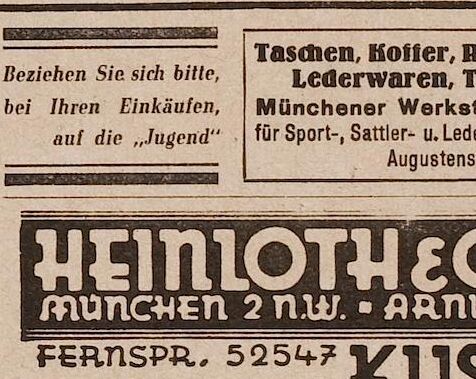 Beziehen Sie sich bitte,
bei Ihren Einkäufen,
auf die „Jugend“
Taschen, Koffer,
Lederwaren,
Münchener
für Sport-, Sattler- u.
HEINLOTH &
MÜNCHEN 2 N.W. ▪
FERNSPR. 52547